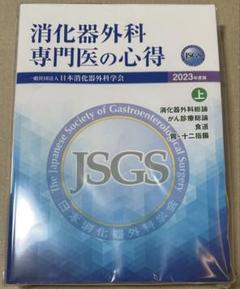 消化器外科
専門医の心得
一般社団法人 日本消化器外科学会
JSGS
2023年度版
上
消化器外科総論
がん診療総論
食道
胃・十二指腸
The Japanese Society of Gastroenterological Surgery
JSGS
日本消化器外科学会